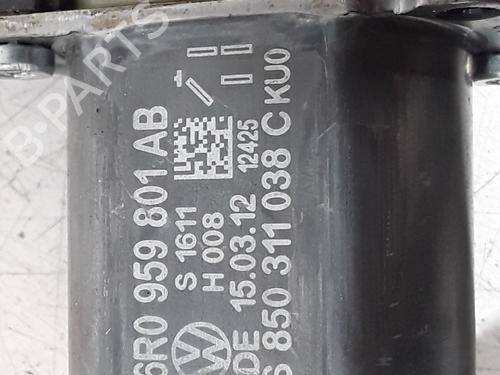 6R0 959 801 AB
S 1611
H 008
DE 15.03.12 12425
S 850 311 038 C KU0
B-PARTS